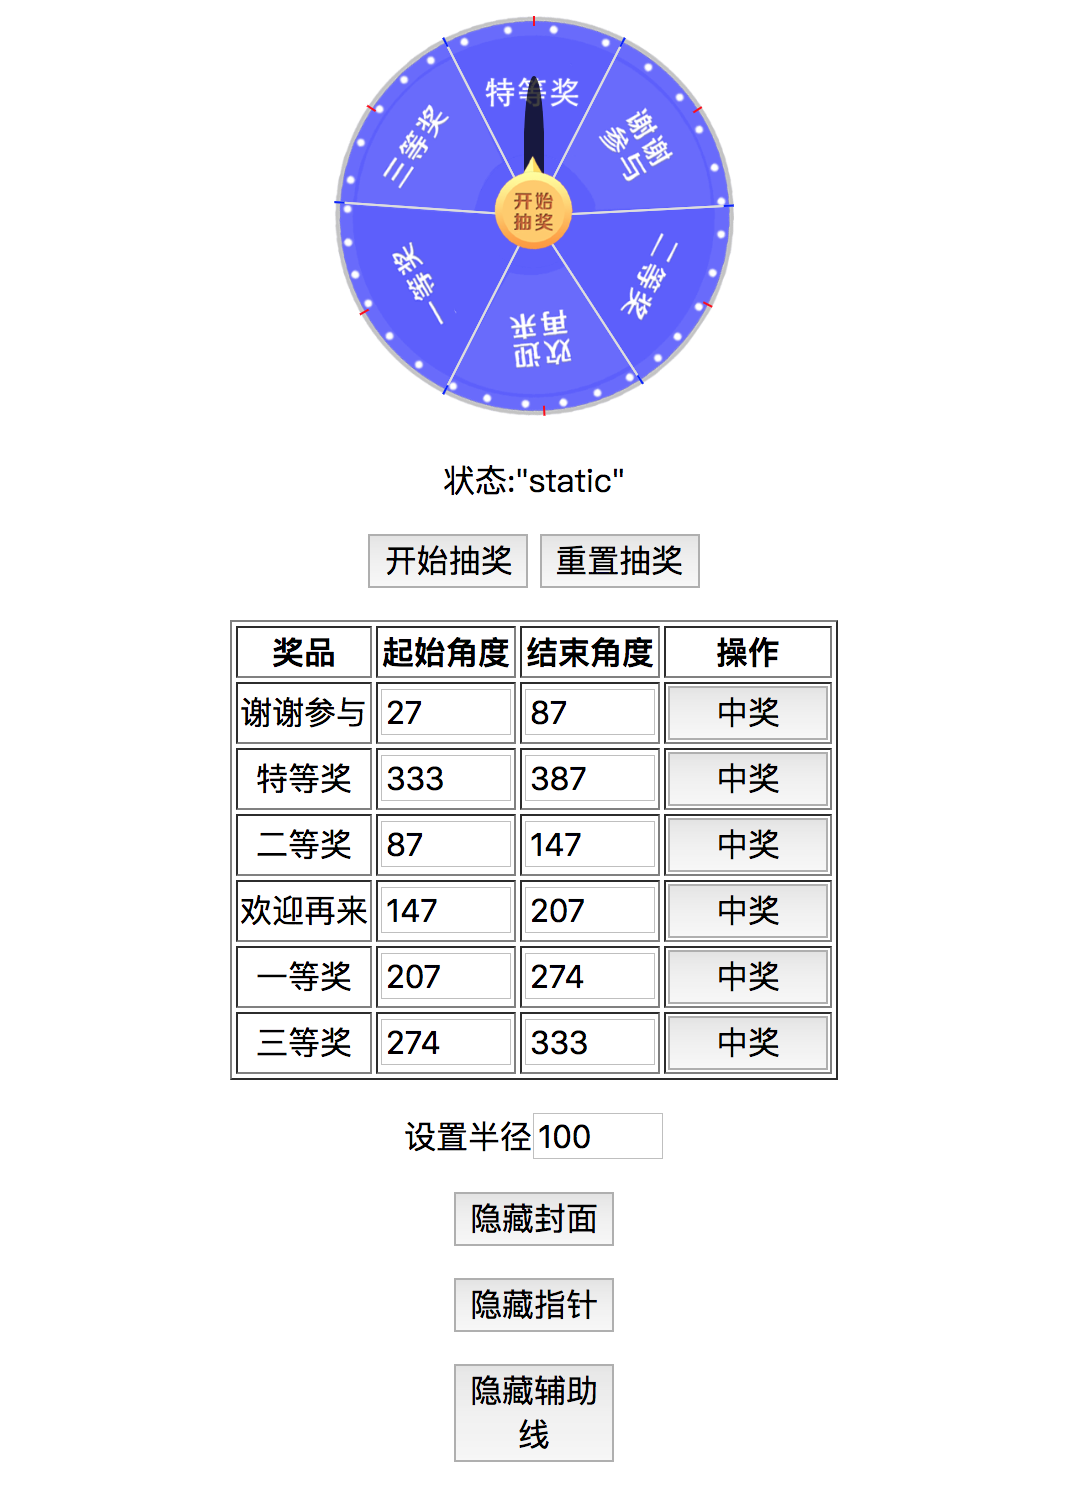 特等奖
三等奖
谢谢
参与
开始
抽奖
一等奖
二等奖
欢迎
再来
状态:"static"
开始抽奖 重置抽奖
奖品 起始角度 结束角度 操作
谢谢参与 27 87 中奖
特等奖 333 387 中奖
二等奖 87 147 中奖
欢迎再来 147 207 中奖
一等奖 207 274 中奖
三等奖 274 333 中奖
设置半径 100
隐藏封面
隐藏指针
隐藏辅助
线